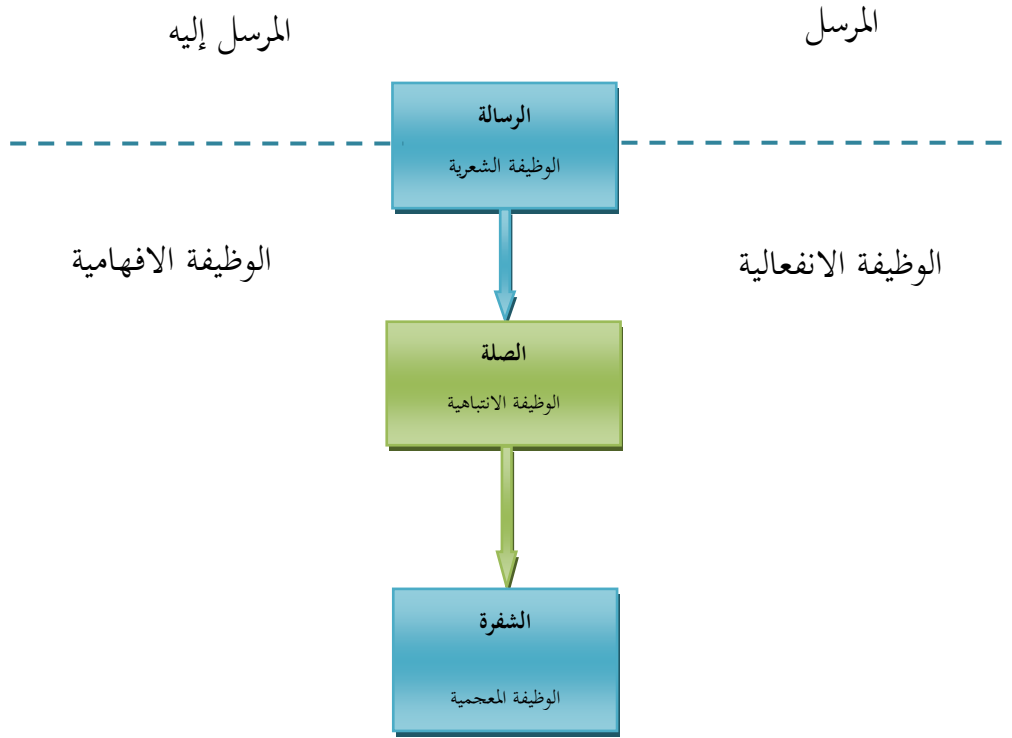 المرسل
المرسل إليه
الرسالة
الوظيفة الشعرية
الوظيفة الانفعالية
الوظيفة الافهامية
الصلة
الوظيفة الانتباهية
الشفرة
الوظيفة المعجمية